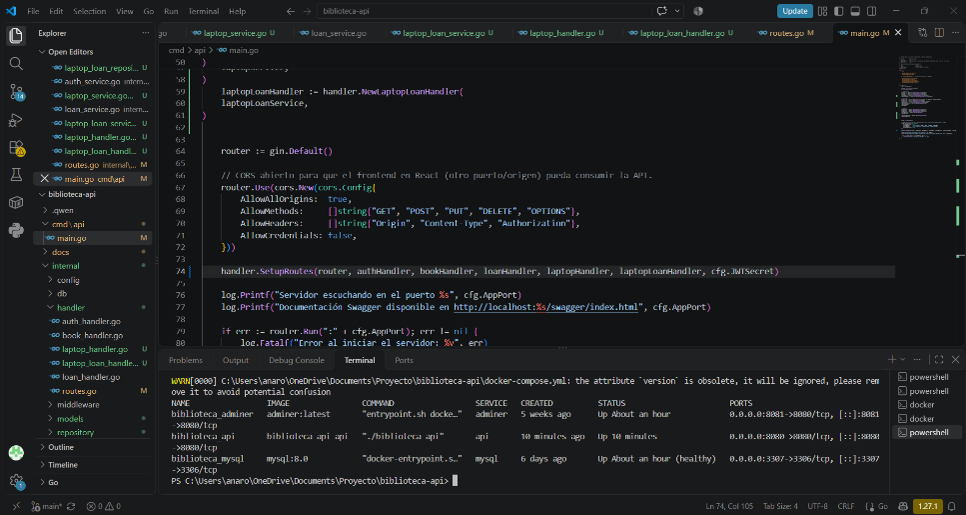 File Edit Selection View Go Run Terminal Help
biblioteca-api
Update
Explorer
Open Editors
laptop_loan_reposi... U
auth_service.go intern...
laptop_service.go... U
loan_service.go intern...
laptop_loan_servic... U
laptop_handler.go... U
laptop_loan_handl... U
routes.go internal\... M
main.go cmd\api M
biblioteca-api
.qwen
cmd\api
main.go M
docs
internal
config
db
handler
auth_handler.go
book_handler.go
laptop_handler.go U
laptop_loan_handle... U
loan_handler.go
routes.go M
middleware
models
repository
Outline
Timeline
Go
14
1
go U
laptop_service.go U
loan_service.go
laptop_loan_service.go U
laptop_handler.go U
laptop_loan_handler.go U
routes.go M
main.go M
cmd > api > main.go
50 )
58 )
59 laptopLoanHandler := handler.NewLaptopLoanHandler(
60 laptopLoanService,
61 )
62
63
64 router := gin.Default()
65
66 // CORS abierto para que el frontend en React (otro puerto/origen) pueda consumir la API.
67 router.Use(cors.New(cors.Config{
68 AllowAllOrigins: true,
69 AllowMethods: []string{"GET", "POST", "PUT", "DELETE", "OPTIONS"},
70 AllowHeaders: []string{"Origin", "Content-Type", "Authorization"},
71 AllowCredentials: false,
72 }))
73
74 handler.SetupRoutes(router, authHandler, bookHandler, loanHandler, laptopHandler, laptopLoanHandler, cfg.JWTSecret)
75
76 log.Printf("Servidor escuchando en el puerto %s", cfg.AppPort)
77 log.Printf("Documentación Swagger disponible en http://localhost:%s/swagger/index.html", cfg.AppPort)
78
79 if err := router.Run(":" + cfg.AppPort); err != nil {
80 log.Fatalf("Error al iniciar el servidor: %v", err)
Problems Output Debug Console Terminal Ports
WARN[0000] C:\Users\anaro\OneDrive\Documents\Proyecto\biblioteca-api\docker-compose.yml: the attribute `version` is obsolete, it will be ignored, please rem
ove it to avoid potential confusion
NAME IMAGE COMMAND SERVICE CREATED STATUS PORTS
biblioteca_adminer adminer:latest "entrypoint.sh docke…" adminer 5 weeks ago Up About an hour 0.0.0.0:8081->8080/tcp, [::]:8081
->8080/tcp
biblioteca_api biblioteca-api-api "./biblioteca-api" api 10 minutes ago Up 10 minutes 0.0.0.0:8080->8080/tcp, [::]:8080
->8080/tcp
biblioteca_mysql mysql:8.0 "docker-entrypoint.s…" mysql 6 days ago Up About an hour (healthy) 0.0.0.0:3307->3306/tcp, [::]:3307
->3306/tcp
PS C:\Users\anaro\OneDrive\Documents\Proyecto\biblioteca-api>
powershell
powershell
docker
docker
powershell
main* 0 0
Ln 74, Col 105 Tab Size: 4 UTF-8 CRLF Go 1.27.1